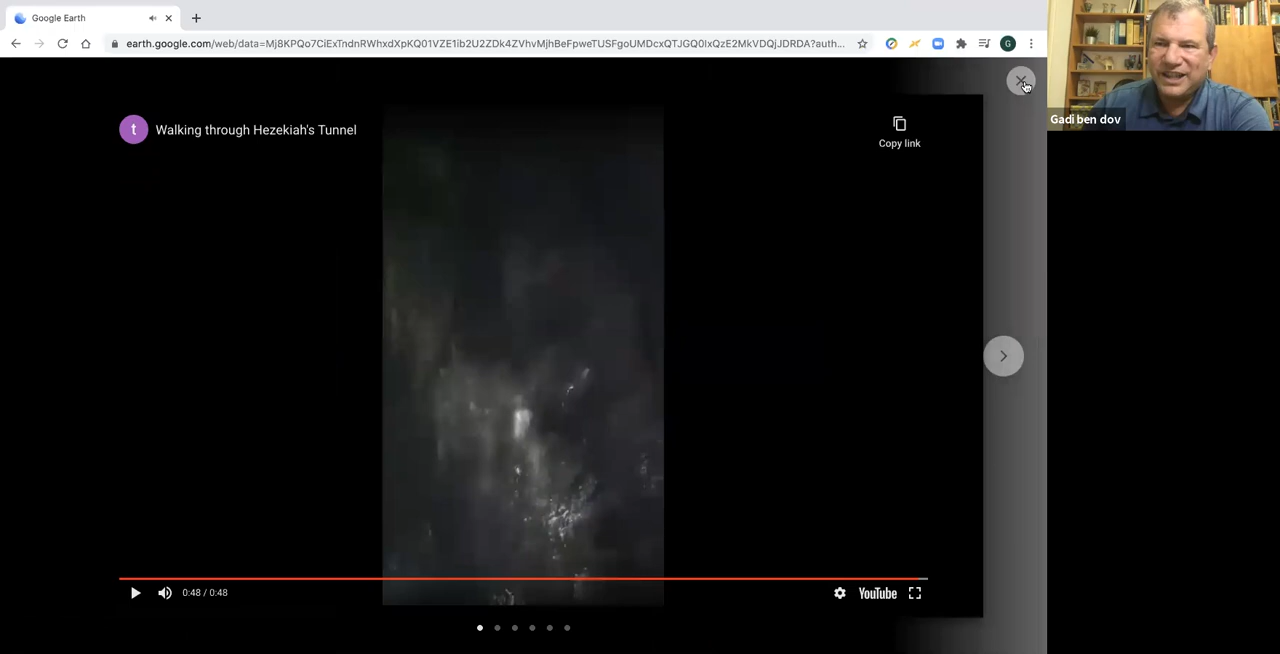 Google Earth
earth.google.com/web/data=Mj8KPQo7CiExTndnRWhxdXpKQ01VZE1ib2U2ZDk4ZVhvMjhBeFpweTUSFgoUMDcxQTJGQ0IxQzE2MkVDQjJDRDA?auth...
G
t
Walking through Hezekiah's Tunnel
Copy link
Gadi ben dov
0:48 / 0:48
YouTube